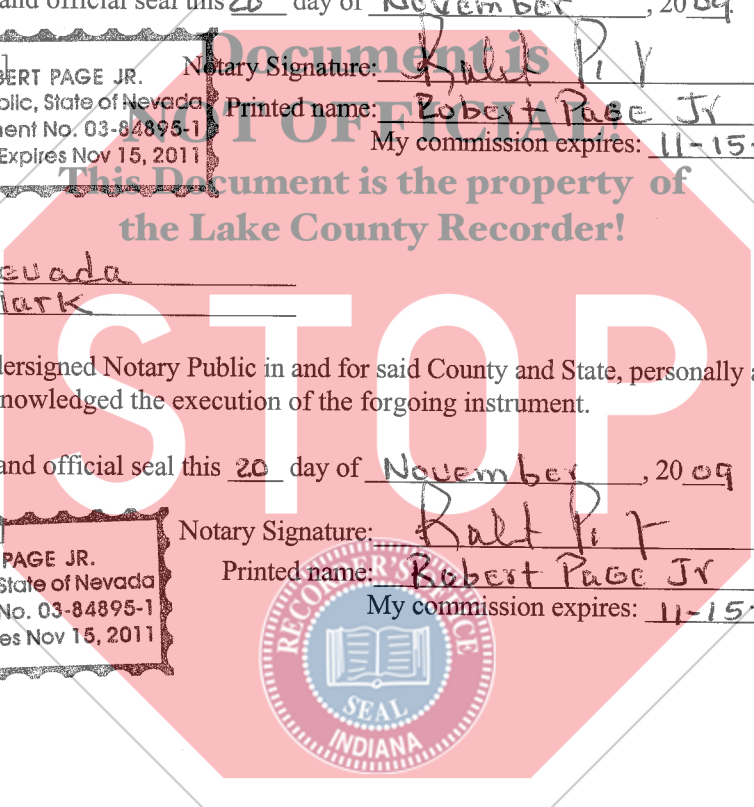 and official seal this 20 day of November, 2009.
Document is
BERT PAGE JR.
Notary Signature:
blic, State of Nevada
Printed name: Robert Page Jr
NOT OFFICIAL!
ment No. 03-84895-1
My commission expires: 11-15-
Expires Nov 15, 2011
This Document is the property of
the Lake County Recorder!
evada
lark
STOP
dersigned Notary Public in and for said County and State, personally a
nowledged the execution of the forgoing instrument.
and official seal this 20 day of November, 2009
Notary Signature:
PAGE JR.
State of Nevada
Printed name: Robert Page Jr
No. 03-84895-1
My commission expires: 11-15-
es Nov 15, 2011
RECORDER'S OFFICE
SEAL
INDIANA